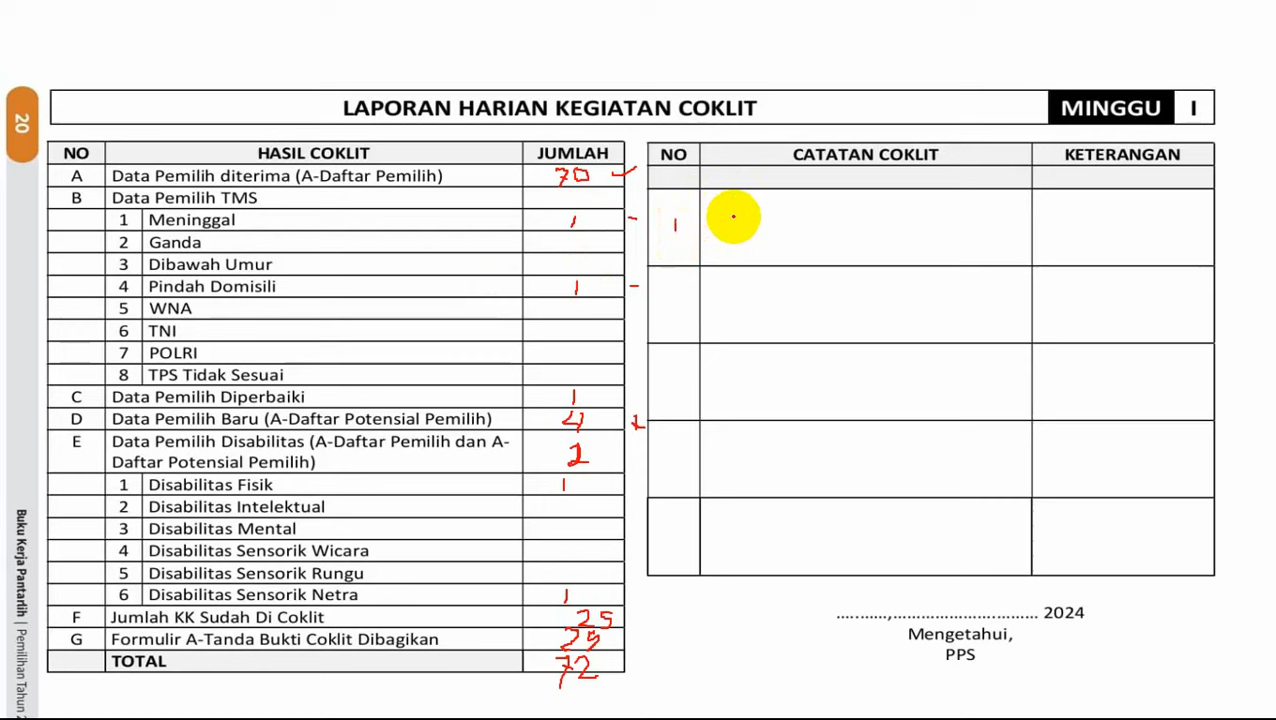 LAPORAN HARIAN KEGIATAN COKLIT MINGGU I
20
NO HASIL COKLIT JUMLAH
A Data Pemilih diterima (A-Daftar Pemilih) 70
B Data Pemilih TMS
1 Meninggal 1
2 Ganda
3 Dibawah Umur
4 Pindah Domisili 1
5 WNA
6 TNI
7 POLRI
8 TPS Tidak Sesuai
C Data Pemilih Diperbaiki 1
D Data Pemilih Baru (A-Daftar Potensial Pemilih) 4
E Data Pemilih Disabilitas (A-Daftar Pemilih dan A-
Daftar Potensial Pemilih) 2
1 Disabilitas Fisik 1
2 Disabilitas Intelektual
3 Disabilitas Mental
4 Disabilitas Sensorik Wicara
5 Disabilitas Sensorik Rungu
6 Disabilitas Sensorik Netra 1
F Jumlah KK Sudah Di Coklit 25
G Formulir A-Tanda Bukti Coklit Dibagikan 25
TOTAL 72
NO CATATAN COKLIT KETERANGAN
1
..........,............................ 2024
Mengetahui,
PPS
Buku Kerja Pantarlih | Pemilihan Tahun 2